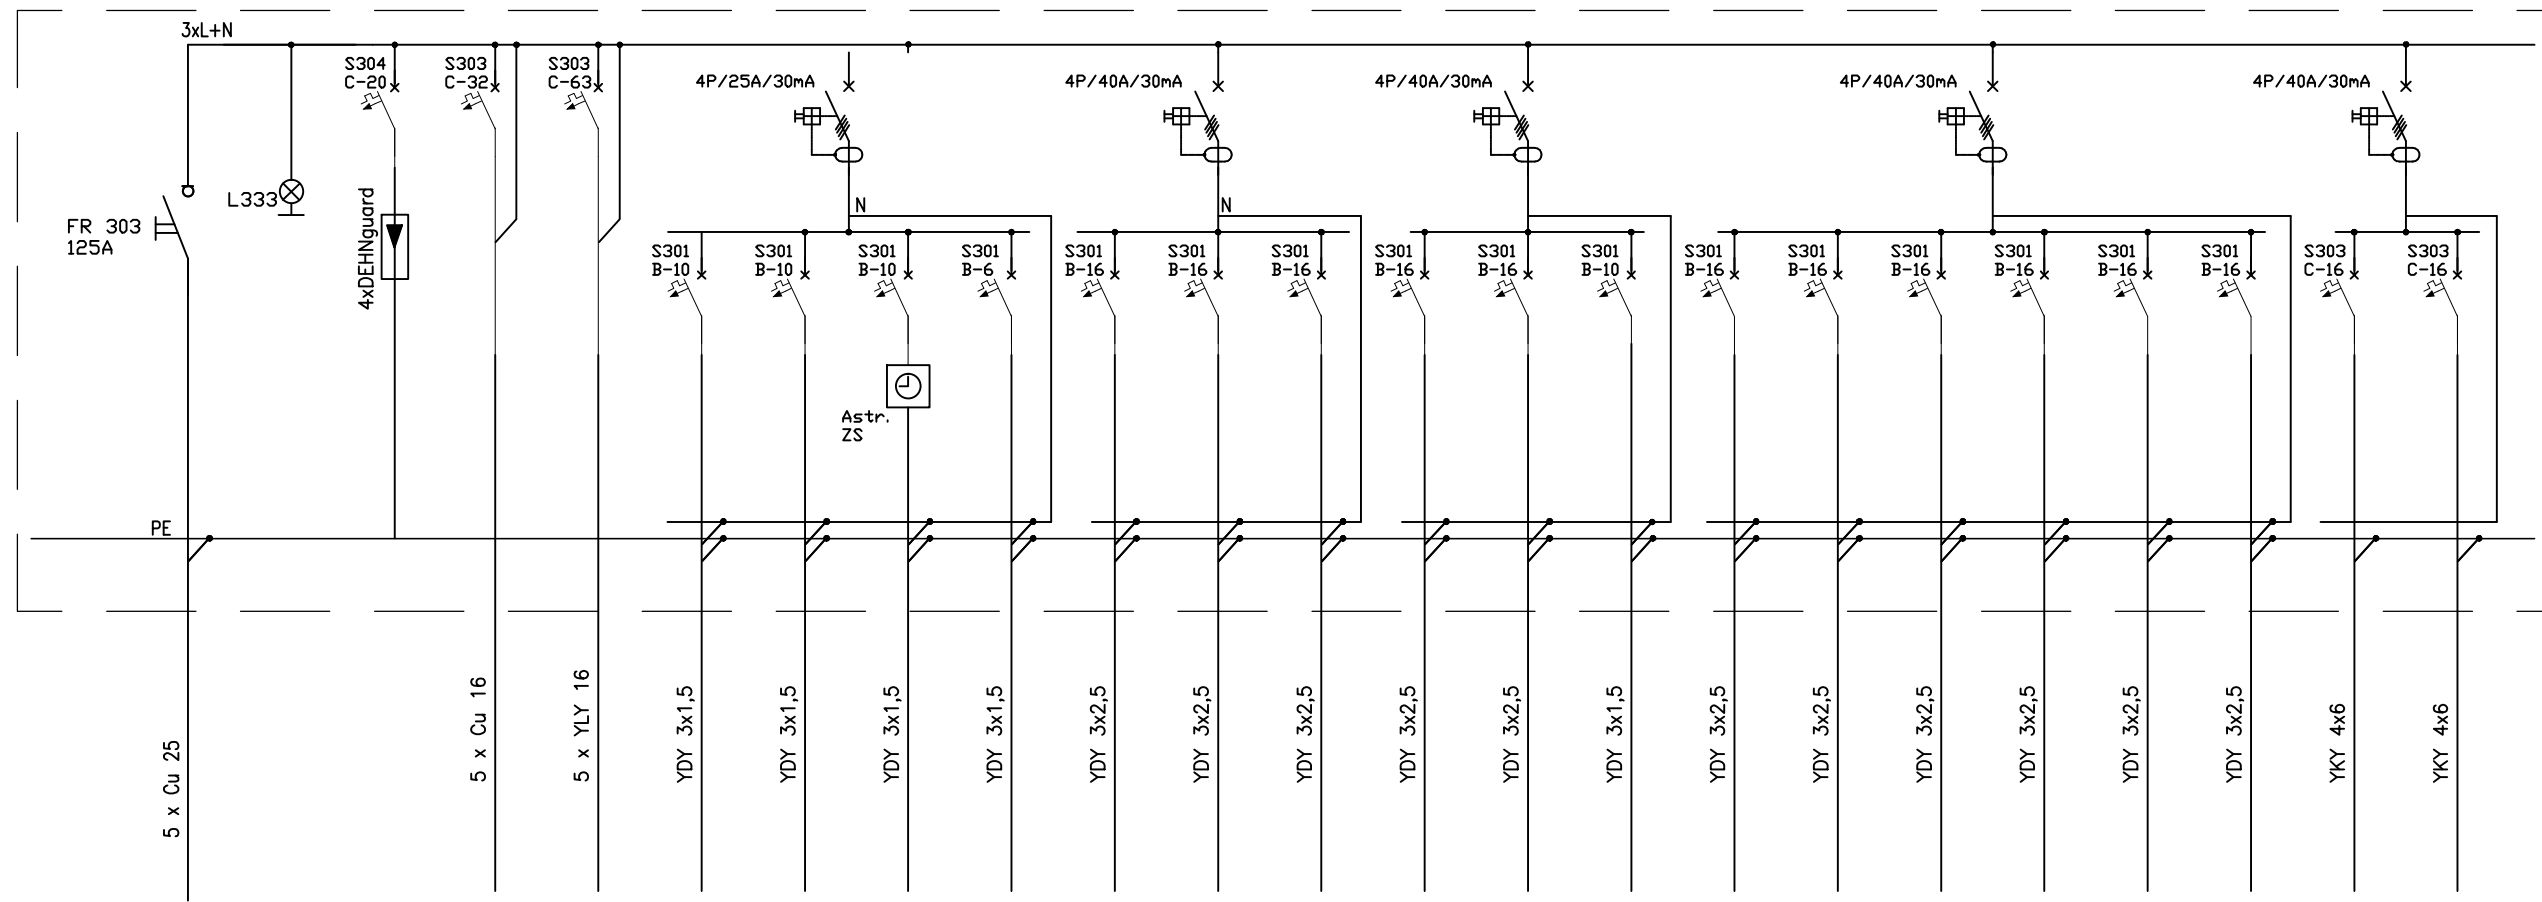 3xL+N
S304
C-20
S303
C-32
S303
C-63
4P/25A/30mA
4P/40A/30mA
4P/40A/30mA
4P/40A/30mA
4P/40A/30mA
FR 303
125A
L333
4xDEHNguard
N
N
S301
B-10
S301
B-10
S301
B-10
S301
B-6
S301
B-16
S301
B-16
S301
B-16
S301
B-16
S301
B-16
S301
B-10
S301
B-16
S301
B-16
S301
B-16
S301
B-16
S301
B-16
S301
B-16
S303
C-16
S303
C-16
Astr.
ZS
PE
5 x Cu 25
5 x Cu 16
5 x YLY 16
YDY 3x1,5
YDY 3x1,5
YDY 3x1,5
YDY 3x1,5
YDY 3x2,5
YDY 3x2,5
YDY 3x2,5
YDY 3x2,5
YDY 3x2,5
YDY 3x1,5
YDY 3x2,5
YDY 3x2,5
YDY 3x2,5
YDY 3x2,5
YDY 3x2,5
YDY 3x2,5
YKY 4x6
YKY 4x6